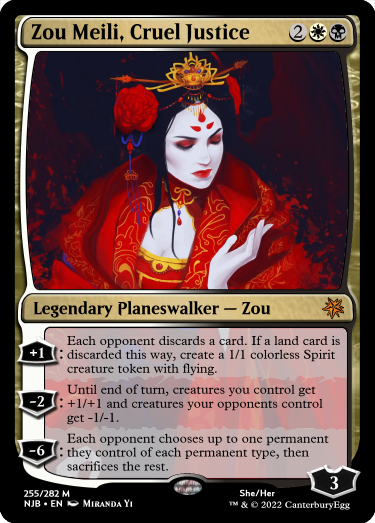 Zou Meili, Cruel Justice 2
Legendary Planeswalker — Zou
+1: Each opponent discards a card. If a land card is
discarded this way, create a 1/1 colorless Spirit
creature token with flying.
-2: Until end of turn, creatures you control get
+1/+1 and creatures your opponents control
get -1/-1.
-6: Each opponent chooses up to one permanent
they control of each permanent type, then
sacrifices the rest.
3
255/282 M She/Her
NJB • EN Miranda Yi ™ & © 2022 CanterburyEgg